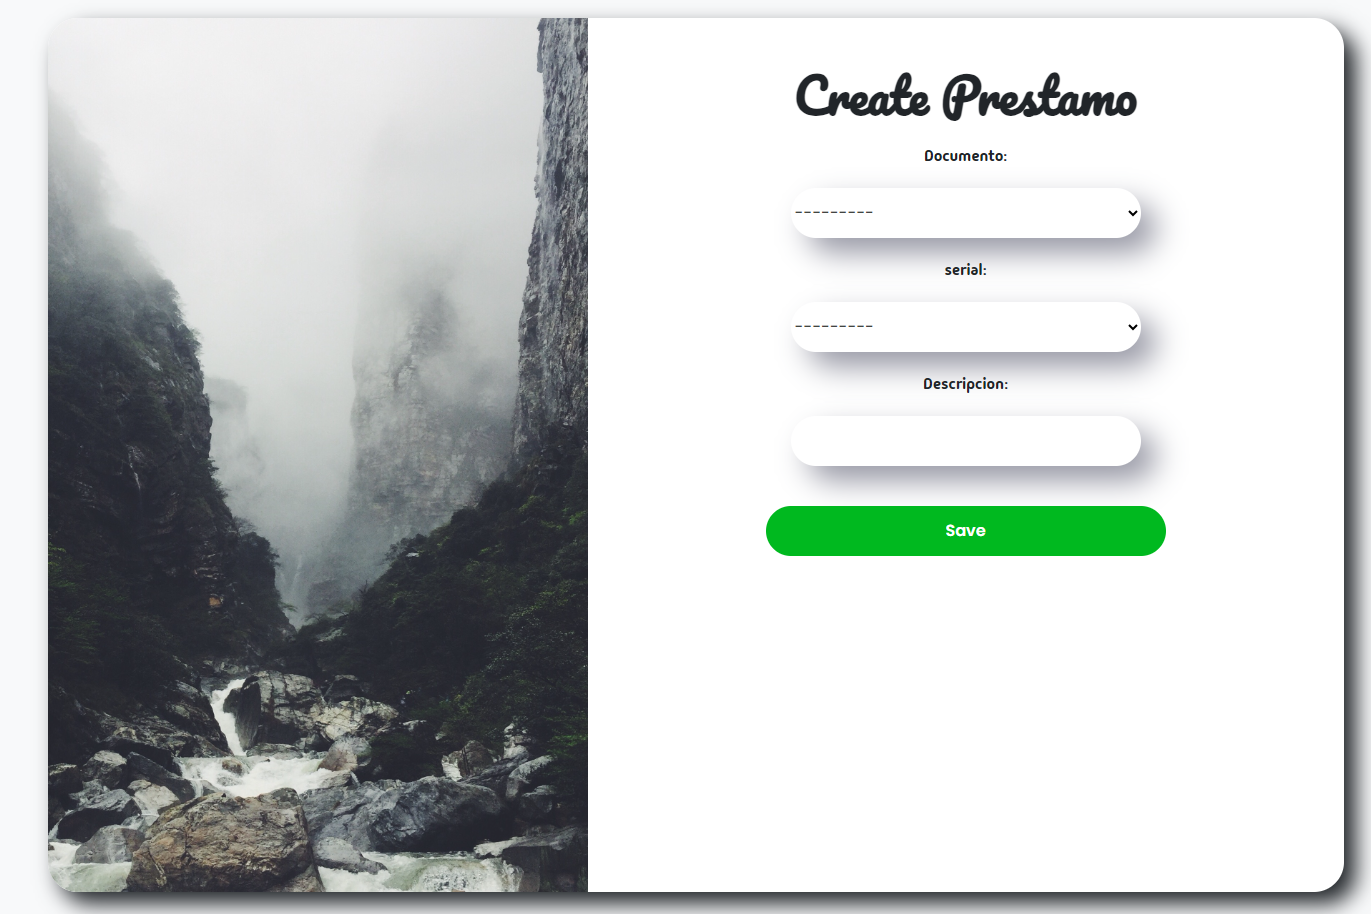 Create Prestamo
Documento:
---------
serial:
---------
Descripcion:
Save